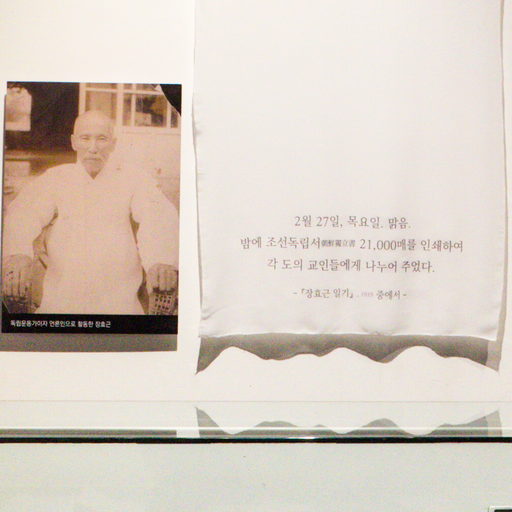 독립운동가이자 언론인으로 활동한 장효근
2월 27일, 목요일. 맑음.
밤에 조선독립서朝鮮獨立書 21,000매를 인쇄하여
각 도의 교인들에게 나누어 주었다.
- 『장효근 일기』, 중에서 -